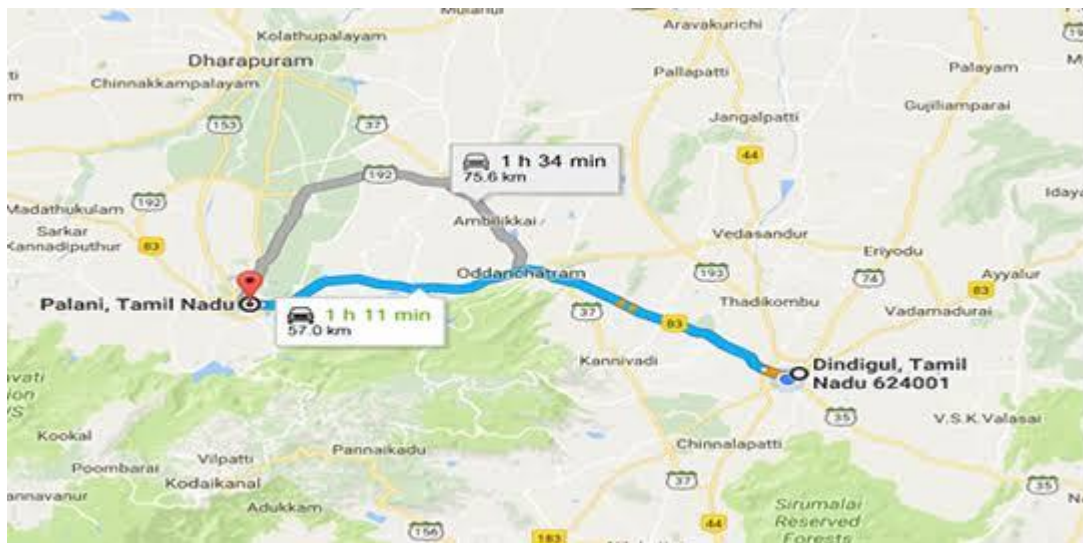 Mulanur
Kolathupalayam
Dharapuram
Chinnakkampalayam
Aravakurichi
Pallapatti
Palayam
Gujiliamparai
Jangalpatti
153
37
44
192
1 h 34 min
75.6 km
Madathukulam
192
Sarkar
Kannadiputhur
83
Ambilikkai
Vedasandur
Eriyodu
Ayyalur
Oddanchatram
193
74
83
Palani, Tamil Nadu
1 h 11 min
57.0 km
Thadikombu
Vadamadurai
37
83
Kannivadi
Dindigul, Tamil
Nadu 624001
35
V.S.K.Valasai
Kookal
Vilpatti
Pannaikadu
Chinnalapatti
Poombarai
Kodaikanal
37
35
annavanur
Adukkam
Sirumalai
Reserved
Forests
156
183
44